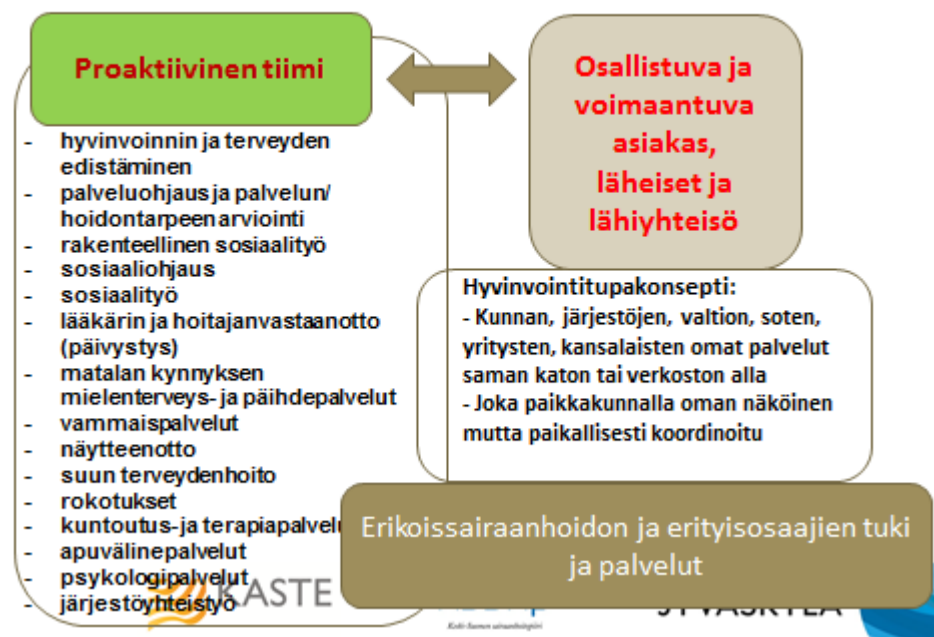 Proaktiivinen tiimi
- hyvinvoinnin ja terveyden
edistäminen
- palveluohjaus ja palvelun/
hoidontarpeen arviointi
- rakenteellinen sosiaalityö
- sosiaaliohjaus
- sosiaalityö
- lääkärin ja hoitajanvastaanotto
(päivystys)
- matalan kynnyksen
mielenterveys- ja päihdepalvelut
- vammaispalvelut
- näytteenotto
- suun terveydenhoito
- rokotukset
- kuntoutus-ja terapiapalvelu
- apuvälinepalvelut
- psykologipalvelut
- järjestöyhteistyö
Osallistuva ja
voimaantuva
asiakas,
läheiset ja
lähiyhteisö
Hyvinvointitupakonsepti:
- Kunnan, järjestöjen, valtion, soten,
yritysten, kansalaisten omat palvelut
saman katon tai verkoston alla
- Joka paikkakunnalla oman näköinen
mutta paikallisesti koordinoitu
Erikoissairaanhoidon ja erityisosaajien tuki
ja palvelut
KASTE